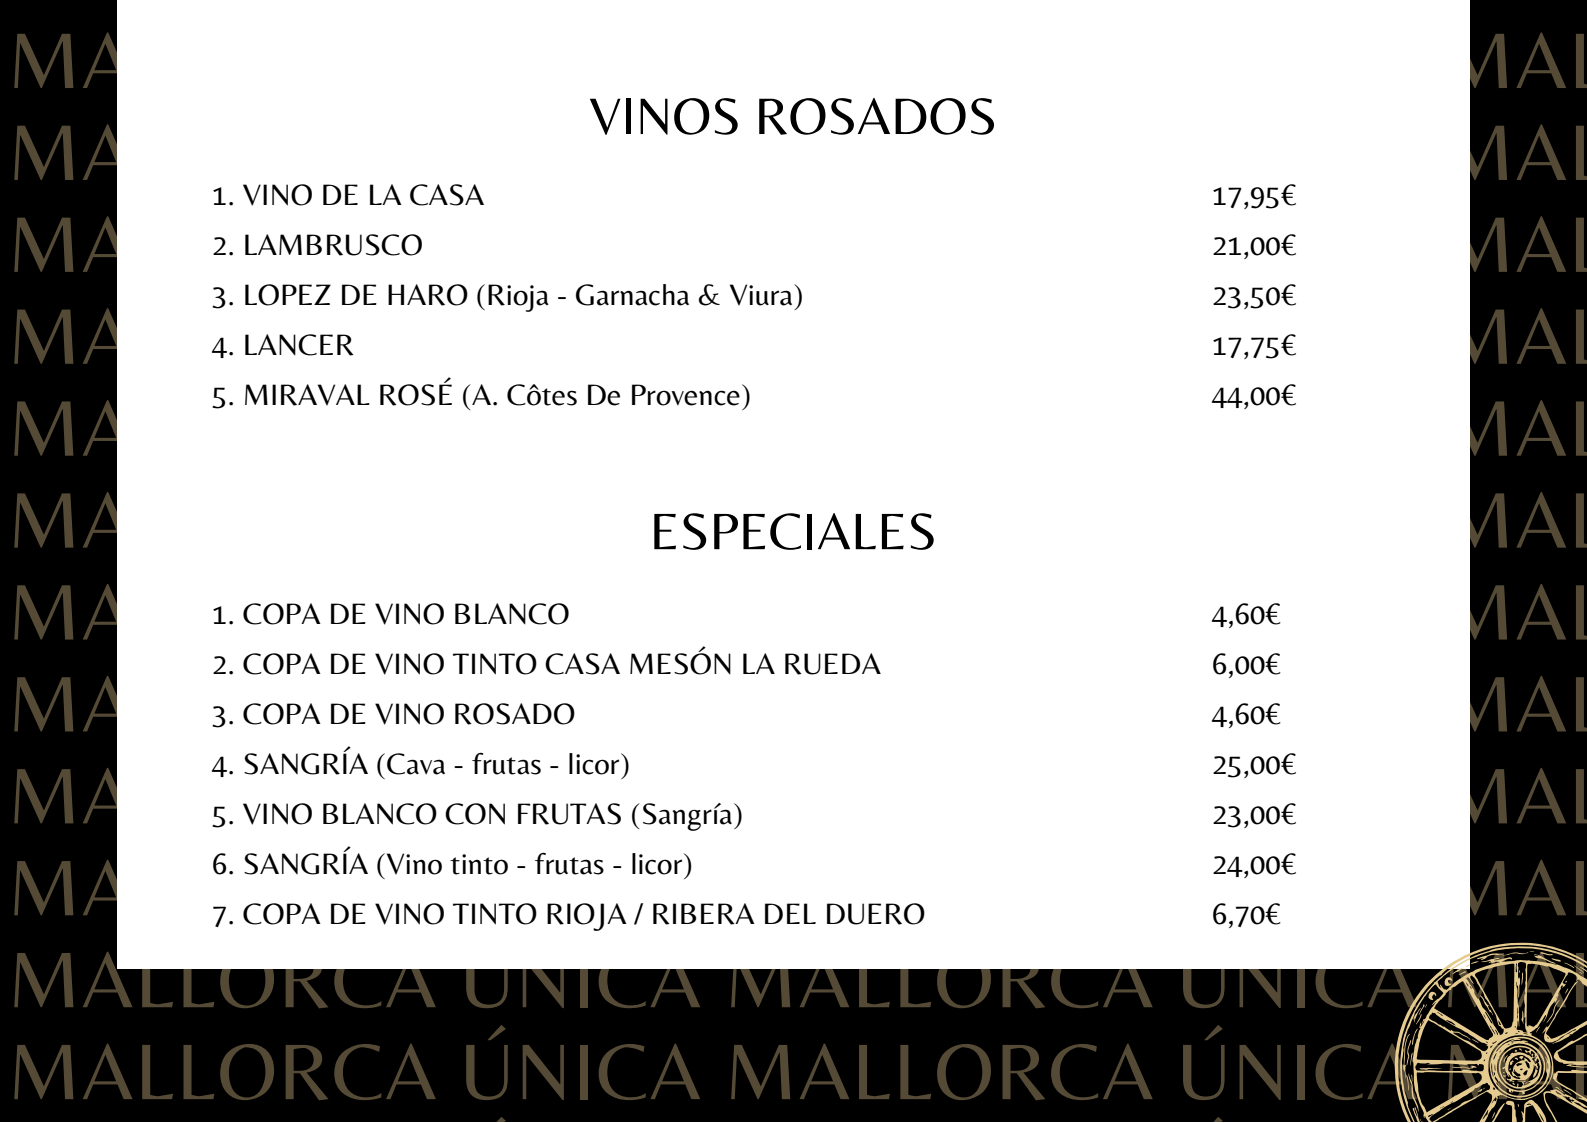 VINOS ROSADOS
1. VINO DE LA CASA 17,95€
2. LAMBRUSCO 21,00€
3. LOPEZ DE HARO (Rioja - Garnacha & Viura) 23,50€
4. LANCER 17,75€
5. MIRAVAL ROSÉ (A. Côtes De Provence) 44,00€
ESPECIALES
1. COPA DE VINO BLANCO 4,60€
2. COPA DE VINO TINTO CASA MESÓN LA RUEDA 6,00€
3. COPA DE VINO ROSADO 4,60€
4. SANGRÍA (Cava - frutas - licor) 25,00€
5. VINO BLANCO CON FRUTAS (Sangría) 23,00€
6. SANGRÍA (Vino tinto - frutas - licor) 24,00€
7. COPA DE VINO TINTO RIOJA / RIBERA DEL DUERO 6,70€
MALLORCA ÚNICA MALLORCA ÚNICA MAL
MALLORCA ÚNICA MALLORCA ÚNICA